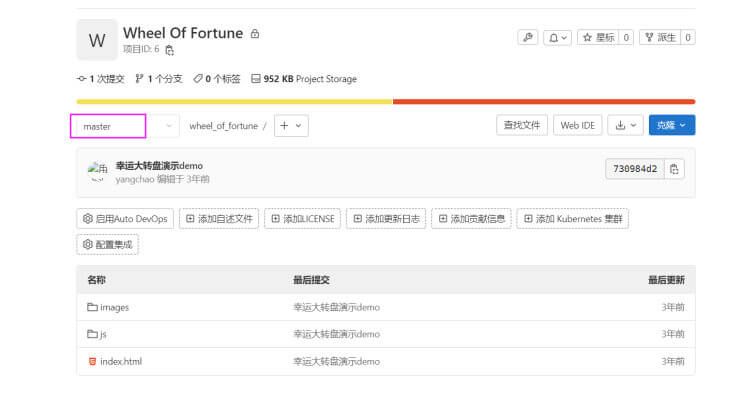 W
Wheel Of Fortune
项目ID: 6
星标 0
派生 0
1 次提交 1 个分支 0 个标签 952 KB Project Storage
master
wheel_of_fortune / +
查找文件 Web IDE 克隆
幸运大转盘演示demo
yangchao 编辑于 3年前
730984d2
启用Auto DevOps 添加自述文件 添加LICENSE 添加更新日志 添加贡献信息 添加 Kubernetes 集群
配置集成
名称 最后提交 最后更新
images 幸运大转盘演示demo 3年前
js 幸运大转盘演示demo 3年前
index.html 幸运大转盘演示demo 3年前